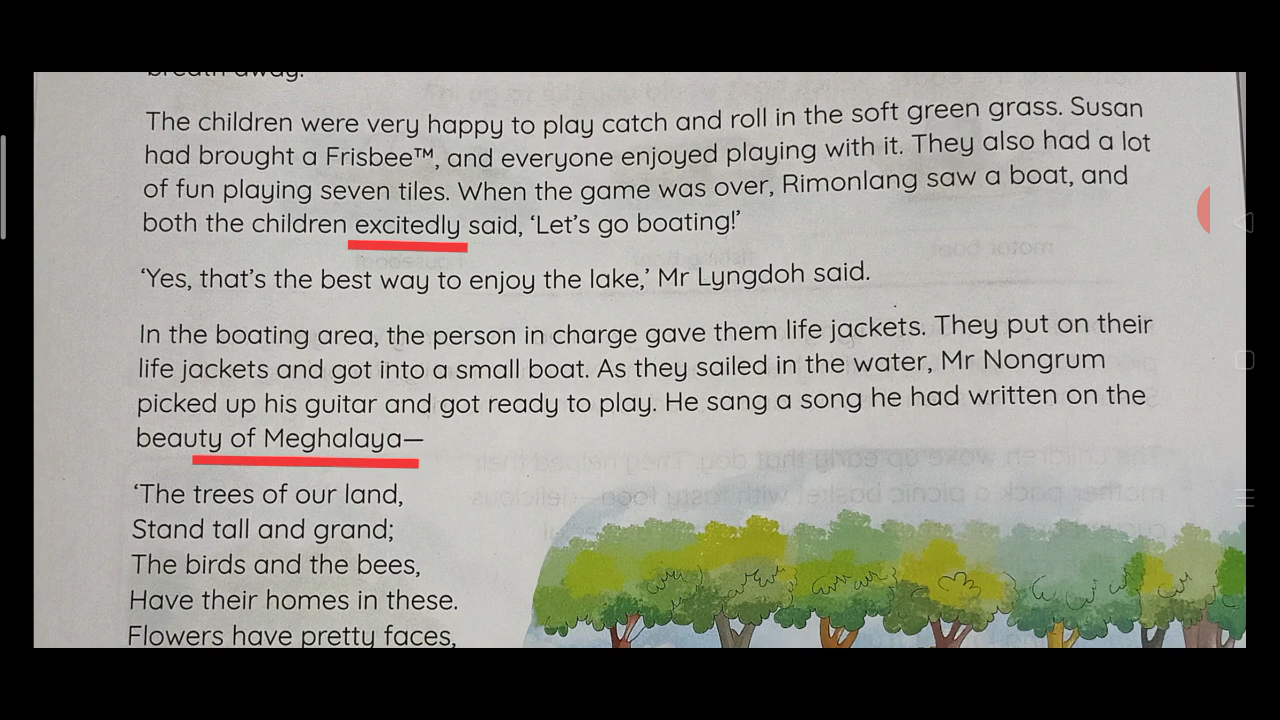 breath away.
The children were very happy to play catch and roll in the soft green grass. Susan
had brought a Frisbee™, and everyone enjoyed playing with it. They also had a lot
of fun playing seven tiles. When the game was over, Rimonlang saw a boat, and
both the children excitedly said, ‘Let’s go boating!’
‘Yes, that’s the best way to enjoy the lake,’ Mr Lyngdoh said.
In the boating area, the person in charge gave them life jackets. They put on their
life jackets and got into a small boat. As they sailed in the water, Mr Nongrum
picked up his guitar and got ready to play. He sang a song he had written on the
beauty of Meghalaya—
‘The trees of our land,
Stand tall and grand;
The birds and the bees,
Have their homes in these.
Flowers have pretty faces,